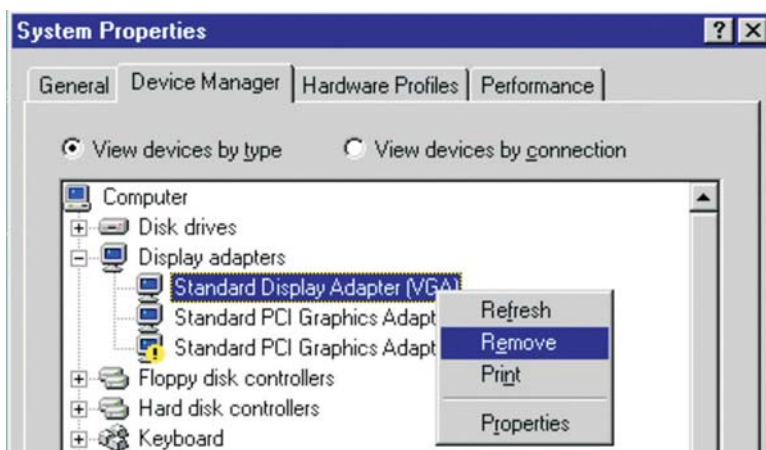 System Properties
General Device Manager Hardware Profiles Performance
View devices by type View devices by connection
Computer
Disk drives
Display adapters
Standard Display Adapter (VGA)
Standard PCI Graphics Adapt
Standard PCI Graphics Adapt
Floppy disk controllers
Hard disk controllers
Keyboard
Refresh
Remove
Print
Properties